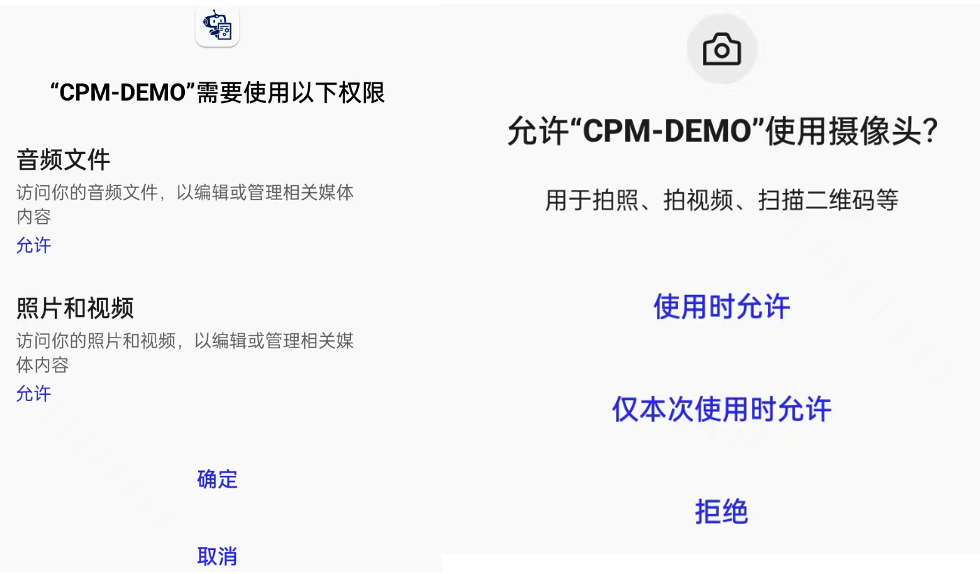 “CPM-DEMO”需要使用以下权限
音频文件
访问你的音频文件，以编辑或管理相关媒体
内容
允许
照片和视频
访问你的照片和视频，以编辑或管理相关媒
体内容
允许
确定
取消
允许“CPM-DEMO”使用摄像头？
用于拍照、拍视频、扫描二维码等
使用时允许
仅本次使用时允许
拒绝